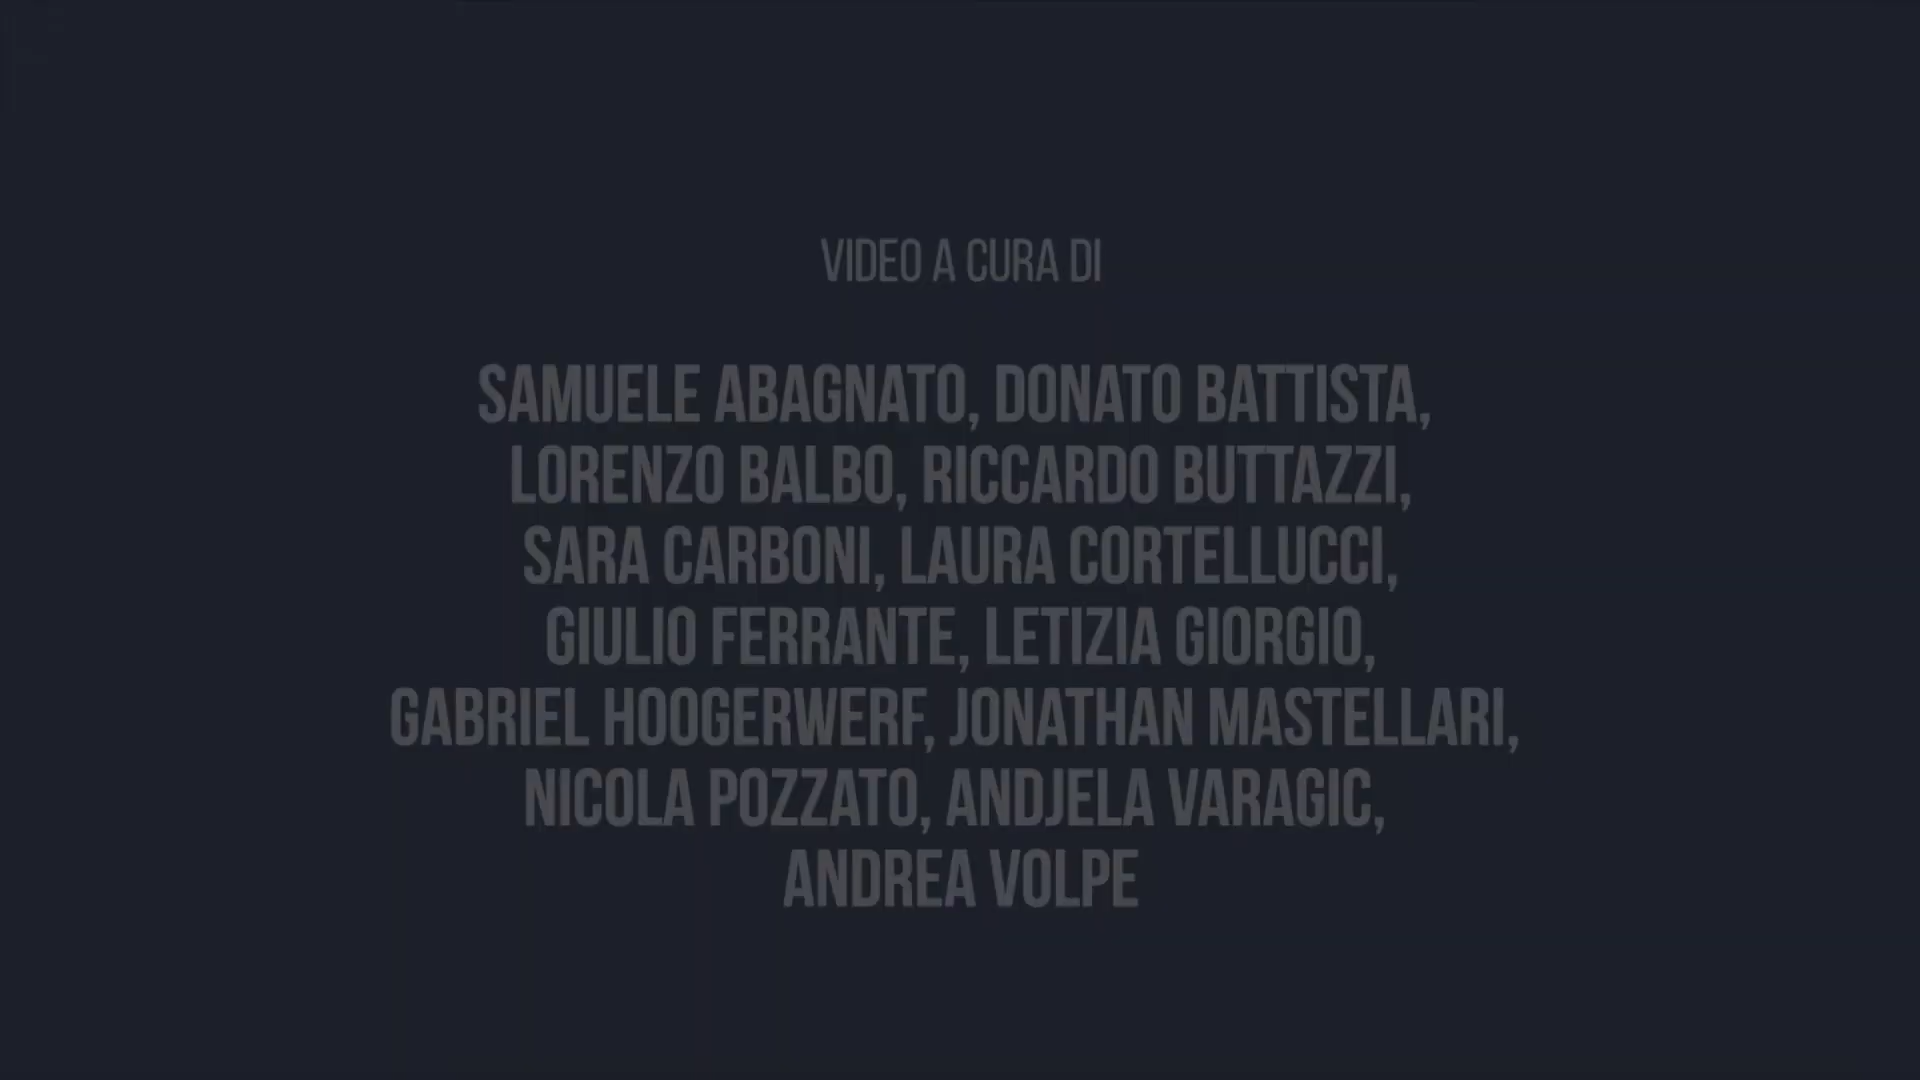 VIDEO A CURA DI
SAMUELE ABAGNATO, DONATO BATTISTA,
LORENZO BALBO, RICCARDO BUTTAZZI,
SARA CARBONI, LAURA CORTELLUCCI,
GIULIO FERRANTE, LETIZIA GIORGIO,
GABRIEL HOOGERWERF, JONATHAN MASTELLARI,
NICOLA POZZATO, ANDJELA VARAGIC,
ANDREA VOLPE